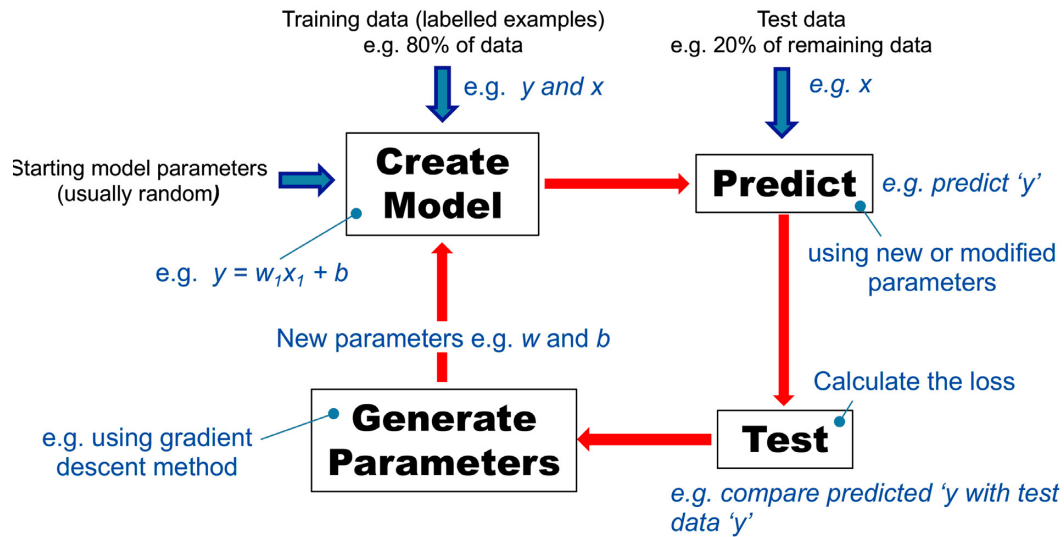 Training data (labelled examples)
e.g. 80% of data
Test data
e.g. 20% of remaining data
e.g. y and x
e.g. x
Starting model parameters
(usually random)
Create
Model
Predict
e.g. predict ‘y’
using new or modified
parameters
e.g. y = w₁x₁ + b
New parameters e.g. w and b
Calculate the loss
Generate
Parameters
e.g. using gradient
descent method
Test
e.g. compare predicted ‘y with test
data ‘y’